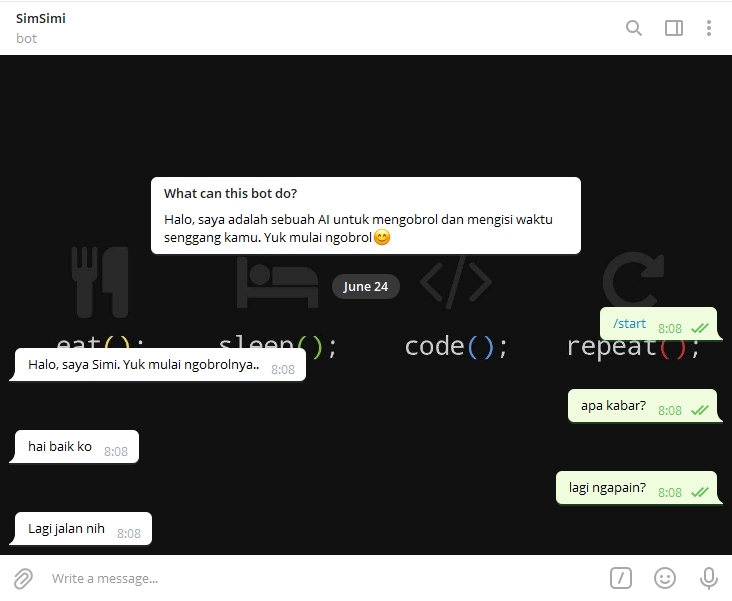 SimSimi
bot
What can this bot do?
Halo, saya adalah sebuah AI untuk mengobrol dan mengisi waktu
senggang kamu. Yuk mulai ngobrol😊
June 24
/start 8:08
eat(); sleep(); code(); repeat();
Halo, saya Simi. Yuk mulai ngobrolnya.. 8:08
apa kabar? 8:08
hai baik ko 8:08
lagi ngapain? 8:08
Lagi jalan nih 8:08
Write a message...